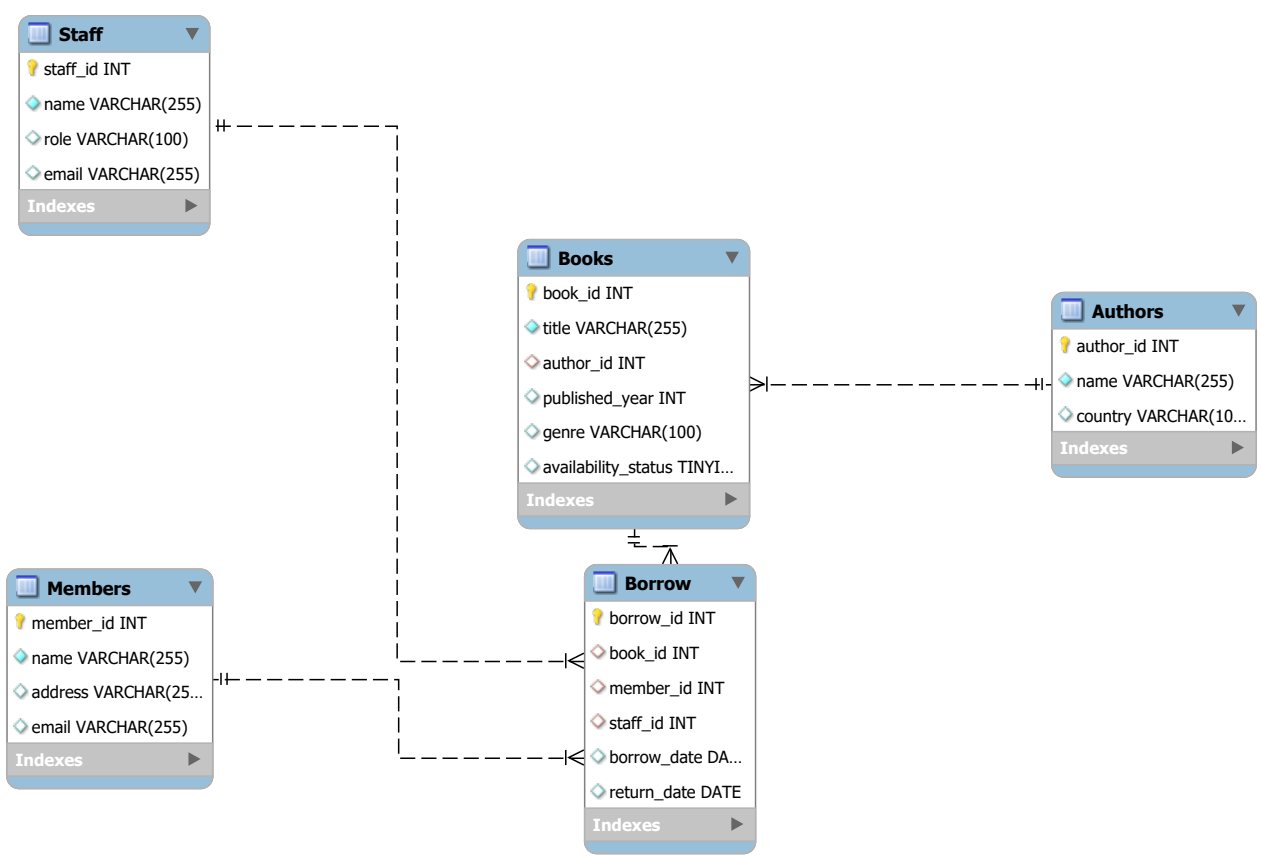 Staff
staff_id INT
name VARCHAR(255)
role VARCHAR(100)
email VARCHAR(255)
Indexes
Books
book_id INT
title VARCHAR(255)
author_id INT
published_year INT
genre VARCHAR(100)
availability_status TINYI...
Indexes
Authors
author_id INT
name VARCHAR(255)
country VARCHAR(10...
Indexes
Members
member_id INT
name VARCHAR(255)
address VARCHAR(25...
email VARCHAR(255)
Indexes
Borrow
borrow_id INT
book_id INT
member_id INT
staff_id INT
borrow_date DA...
return_date DATE
Indexes